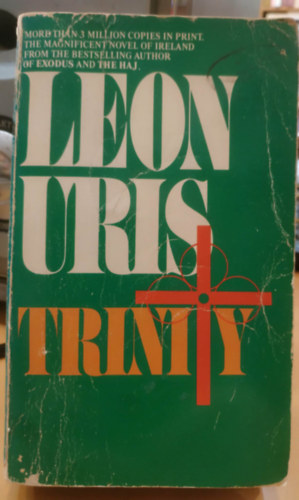 MORE THAN 3 MILLION COPIES IN PRINT.
THE MAGNIFICENT NOVEL OF IRELAND
FROM THE BESTSELLING AUTHOR
OF EXODUS AND THE HAJ.
LEON
URIS
TRINITY